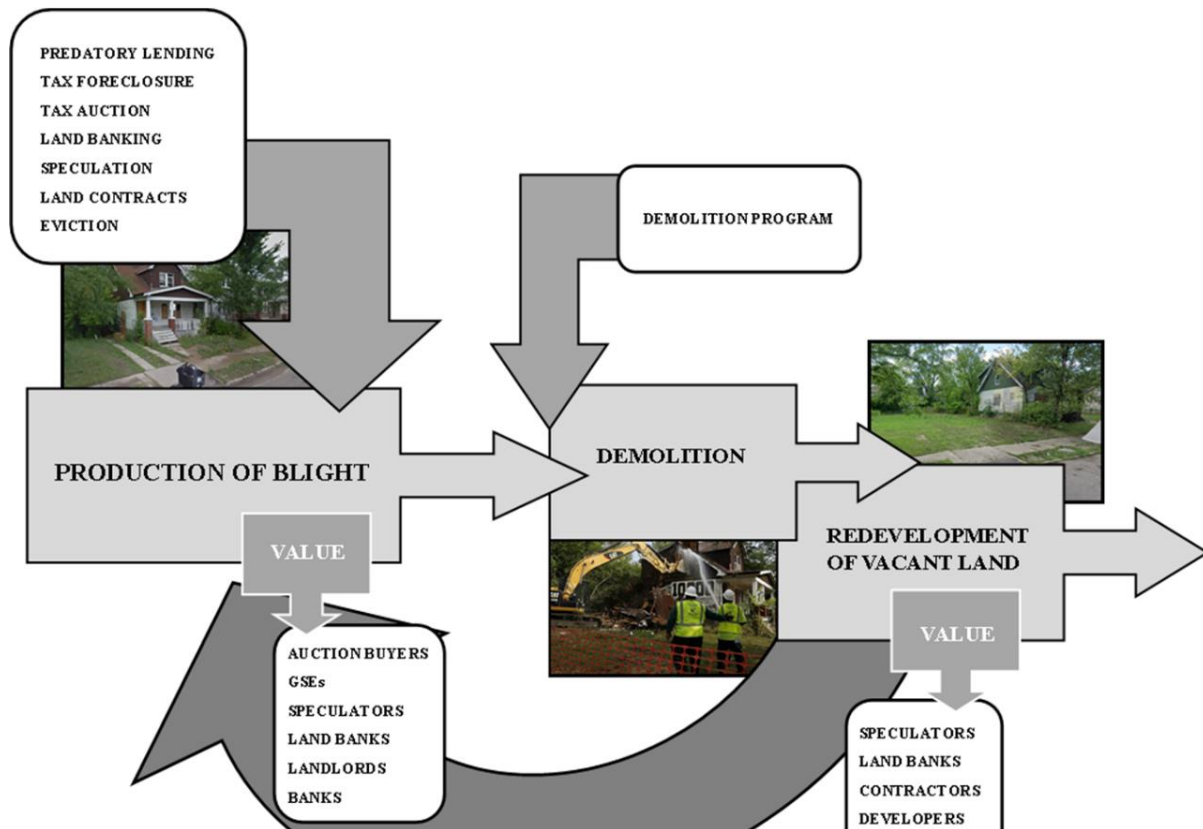 PREDATORY LENDING
TAX FORECLOSURE
TAX AUCTION
LAND BANKING
SPECULATION
LAND CONTRACTS
EVICTION
DEMOLITION PROGRAM
PRODUCTION OF BLIGHT
DEMOLITION
REDEVELOPMENT
OF VACANT LAND
VALUE
VALUE
AUCTION BUYERS
GSEs
SPECULATORS
LAND BANKS
LANDLORDS
BANKS
SPECULATORS
LAND BANKS
CONTRACTORS
DEVELOPERS